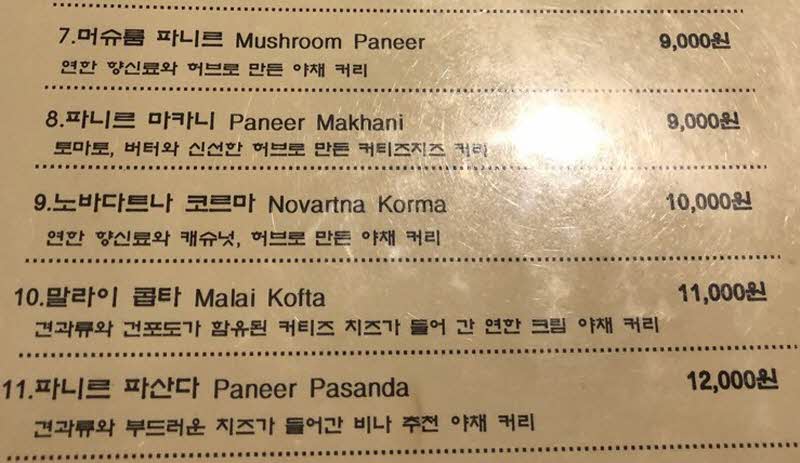 7.머슈룸 파니르 Mushroom Paneer 9,000원
연한 향신료와 허브로 만든 야채 커리
8.파니르 마카니 Paneer Makhani 9,000원
토마토, 버터와 신선한 허브로 만든 커티즈치즈 커리
9.노바다트나 코르마 Novartna Korma 10,000원
연한 향신료와 캐슈넛, 허브로 만든 야채 커리
10.말라이 콥타 Malai Kofta 11,000원
견과류와 건포도가 함유된 커티즈 치즈가 들어 간 연한 크림 야채 커리
11.파니르 파산다 Paneer Pasanda 12,000원
견과류와 부드러운 치즈가 들어간 비나 추천 야채 커리